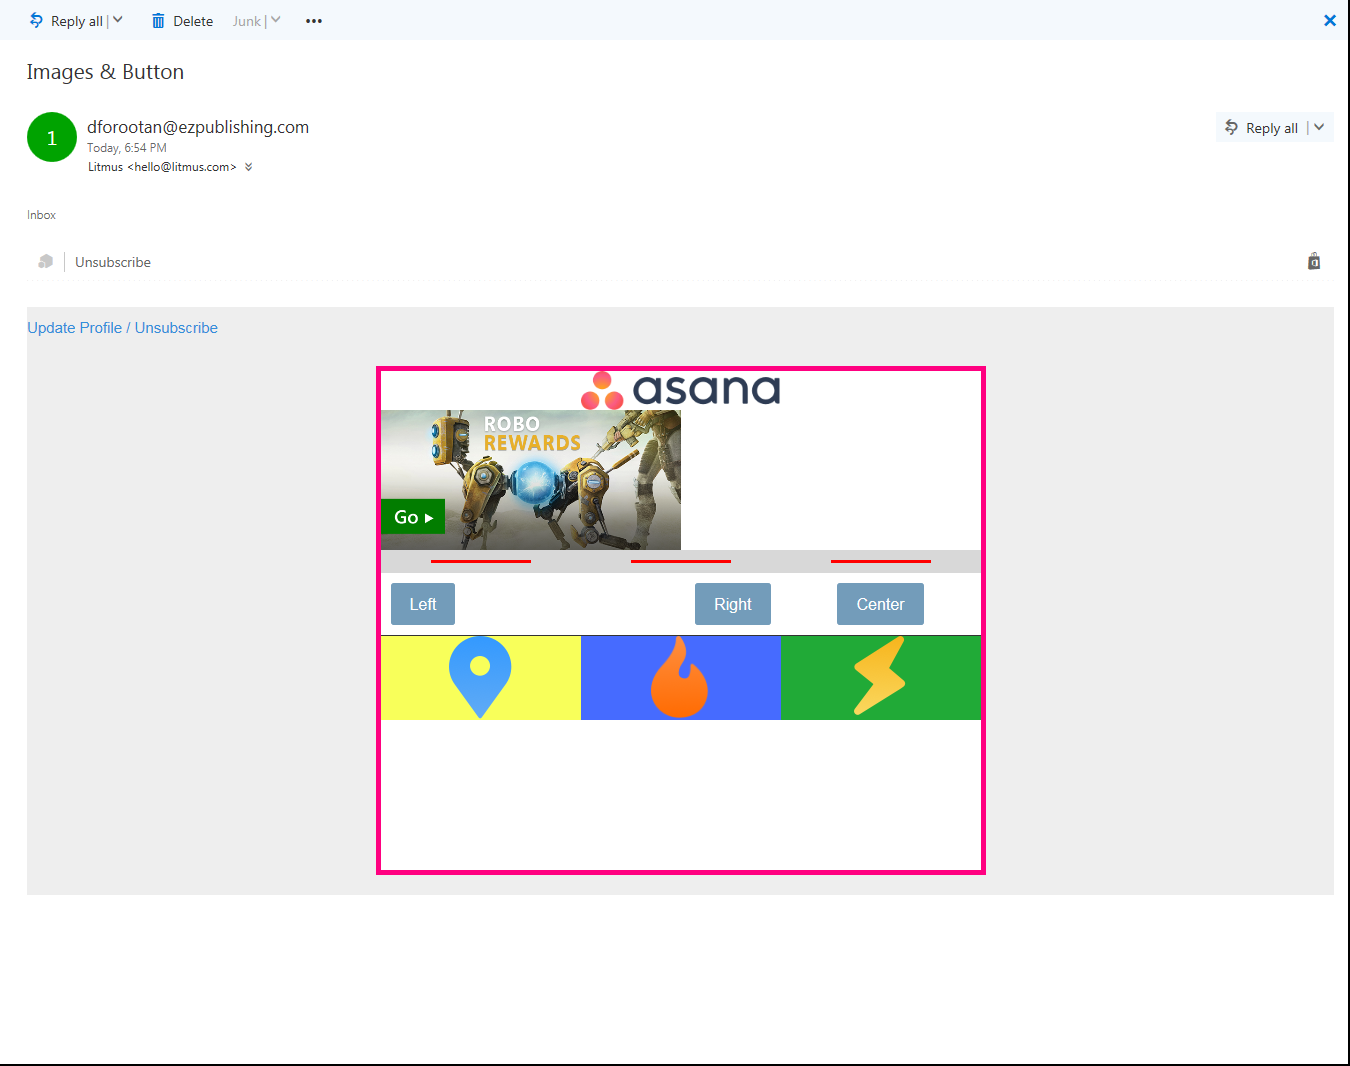 Reply all | Delete Junk |
Images & Button
1
dforootan@ezpublishing.com
Today, 6:54 PM
Litmus <hello@litmus.com>
Reply all |
Inbox
Unsubscribe
Update Profile / Unsubscribe
asana
ROBO
REWARDS
Go
Left Right Center